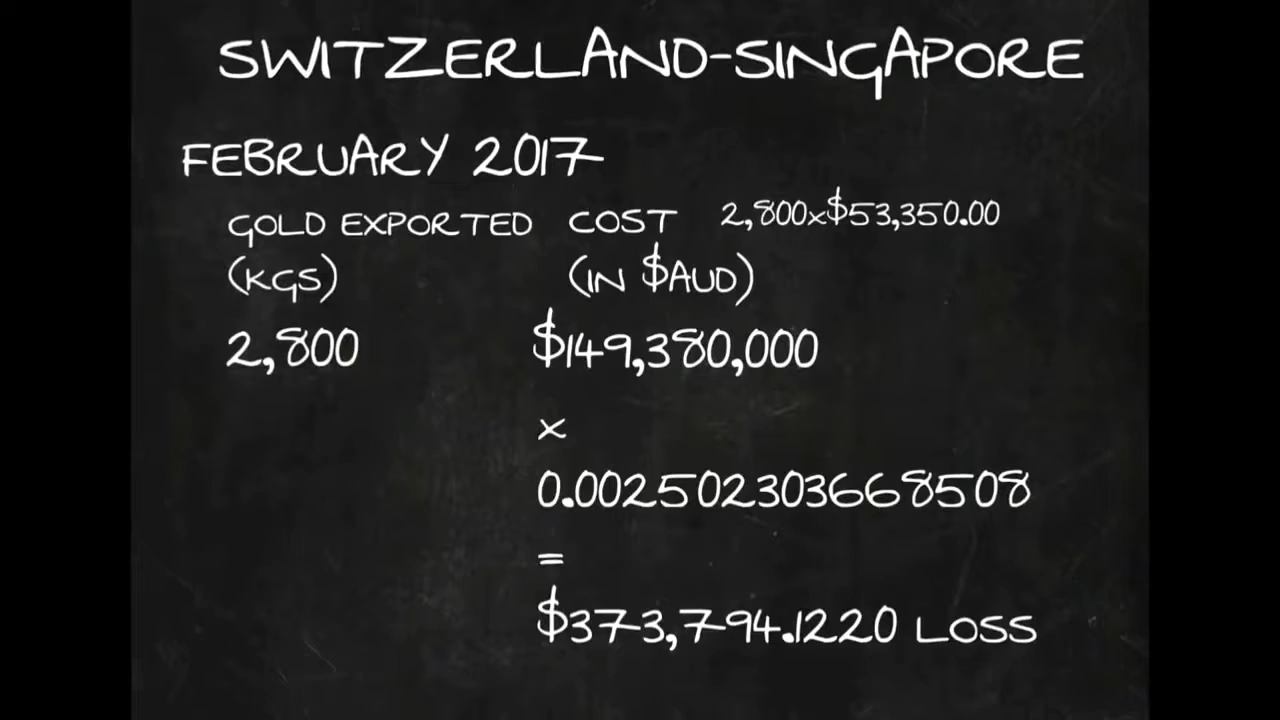 SWITZERLAND-SINGAPORE
FEBRUARY 2017
GOLD EXPORTED COST 2,800x$53,350.00
(KGS) (IN $AUD)
2,800 $149,380,000
x
0.002502303668508
=
$373,794.1220 LOSS